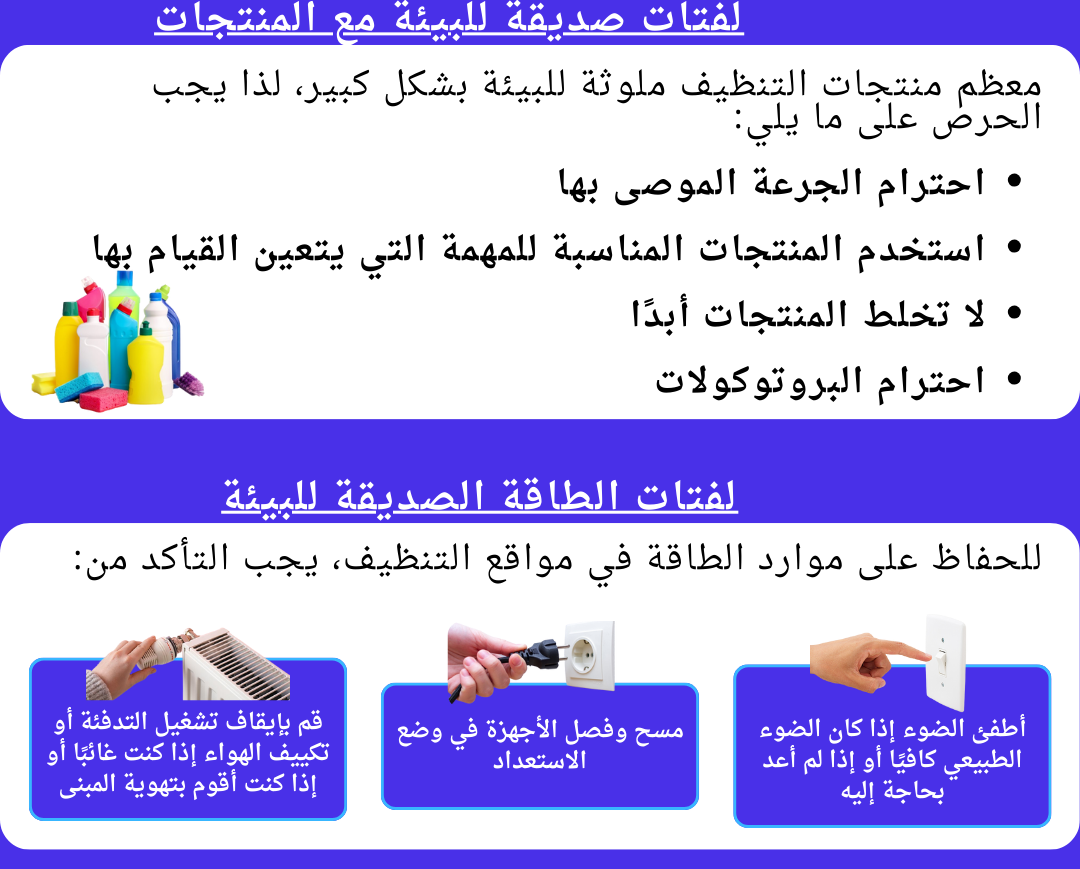 لفتات صديقة للبيئة مع المنتجات
معظم منتجات التنظيف ملوثة للبيئة بشكل كبير، لذا يجب
الحرص على ما يلي:
• احترام الجرعة الموصى بها
• استخدم المنتجات المناسبة للمهمة التي يتعين القيام بها
• لا تخلط المنتجات أبدًا
• احترام البروتوكولات
لفتات الطاقة الصديقة للبيئة
للحفاظ على موارد الطاقة في مواقع التنظيف، يجب التأكد من:
أطفئ الضوء إذا كان الضوء
الطبيعي كافيًا أو إذا لم أعد
بحاجة إليه
مسح وفصل الأجهزة في وضع
الاستعداد
قم بإيقاف تشغيل التدفئة أو
تكييف الهواء إذا كنت غائبًا أو
إذا كنت أقوم بتهوية المبنى